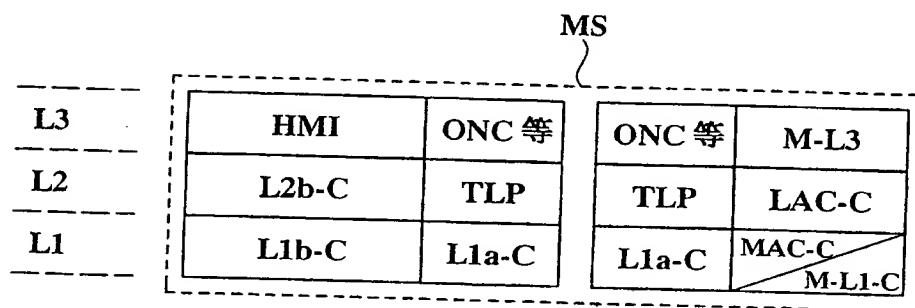 MS
L3 HMI ONC 等 ONC 等 M-L3
L2 L2b-C TLP TLP LAC-C
L1 L1b-C L1a-C L1a-C MAC-C
M-L1-C